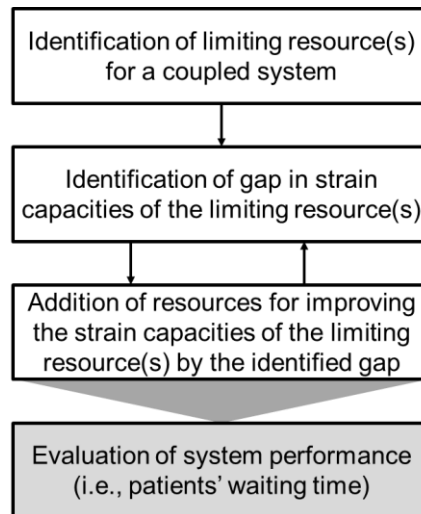 Identification of limiting resource(s)
for a coupled system
Identification of gap in strain
capacities of the limiting resource(s)
Addition of resources for improving
the strain capacities of the limiting
resource(s) by the identified gap
Evaluation of system performance
(i.e., patients' waiting time)